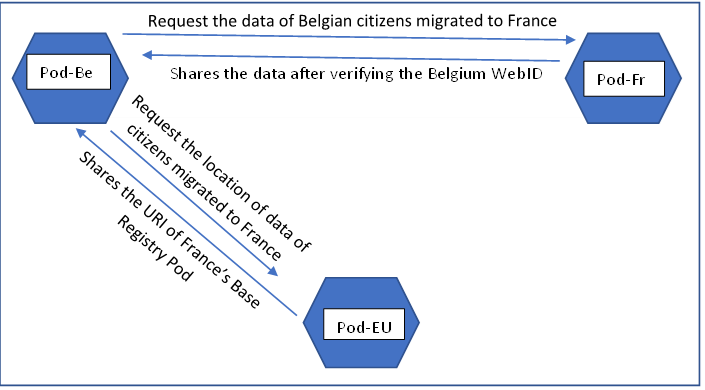 Request the data of Belgian citizens migrated to France
Pod-Be
Shares the data after verifying the Belgium WebID
Pod-Fr
Request the location of data of
citizens migrated to France
Shares the URI of France's Base
Registry Pod
Pod-EU